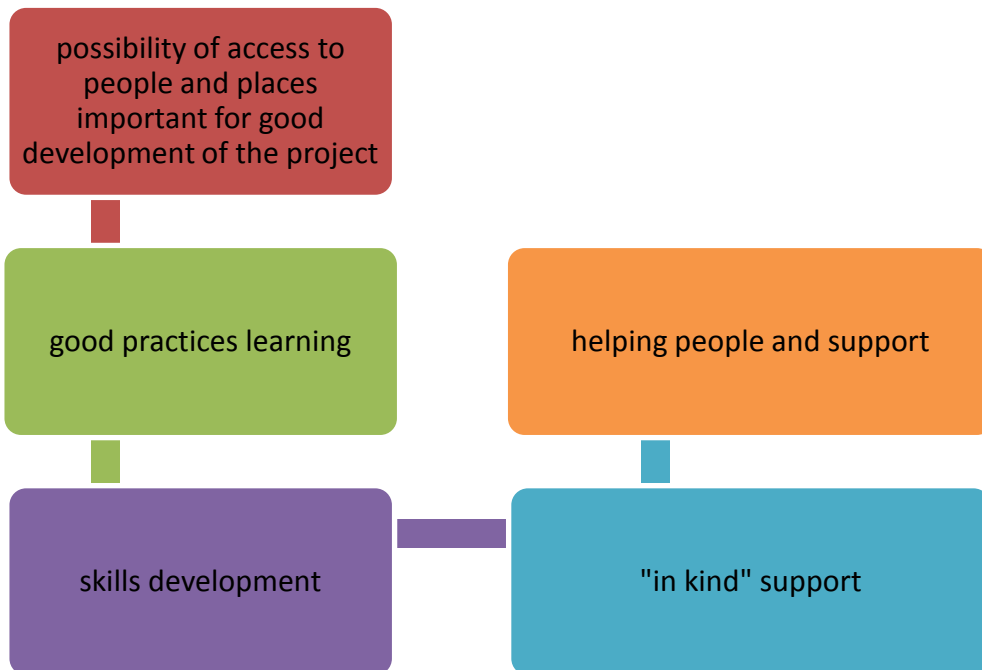 possibility of access to
people and places
important for good
development of the project
good practices learning
skills development
"in kind" support
helping people and support